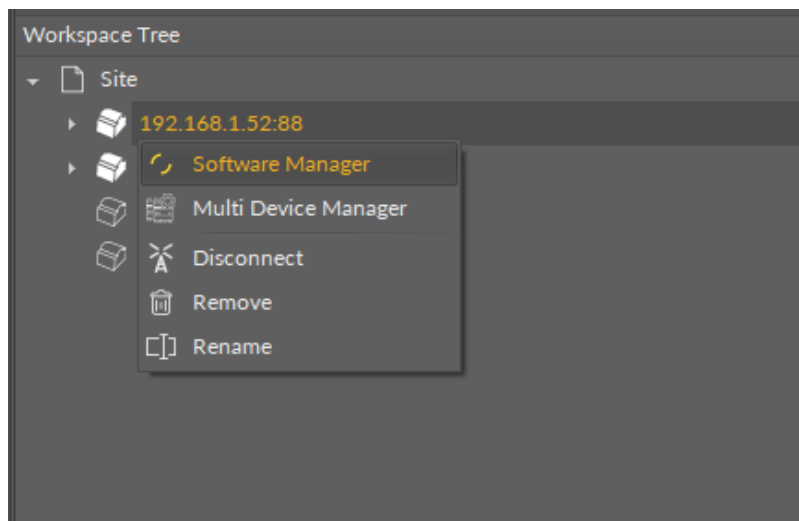 Workspace Tree
Site
192.168.1.52:88
Software Manager
Multi Device Manager
Disconnect
Remove
Rename